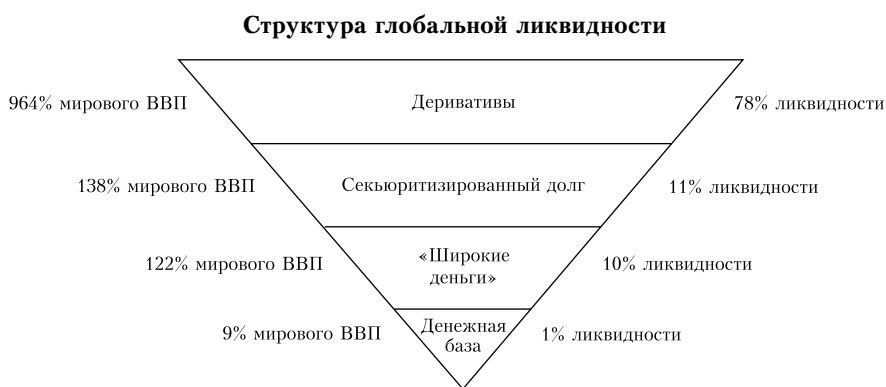 Структура глобальной ликвидности
964% мирового ВВП
Деривативы
78% ликвидности
138% мирового ВВП
Секьюритизированный долг
11% ликвидности
122% мирового ВВП
«Широкие
деньги»
10% ликвидности
9% мирового ВВП
Денежная
база
1% ликвидности